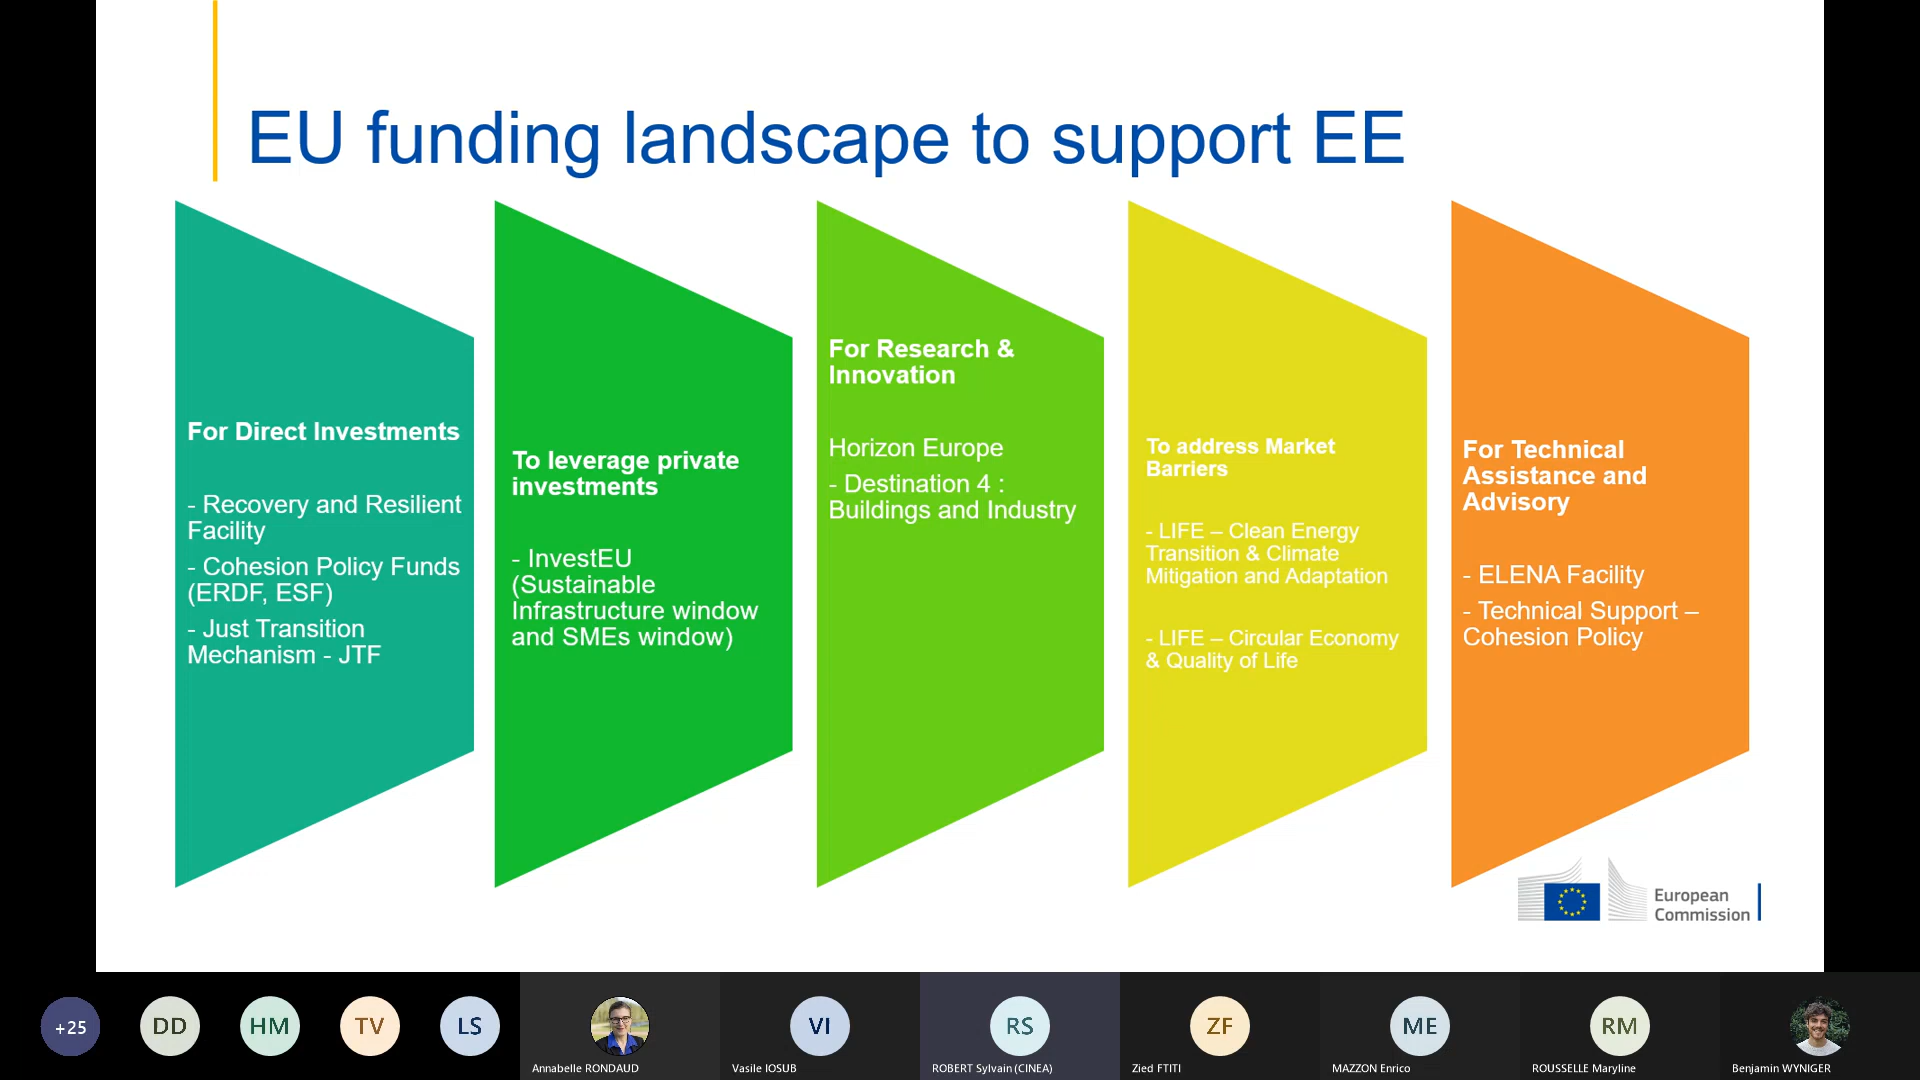 EU funding landscape to support EE
For Direct Investments
- Recovery and Resilient
Facility
- Cohesion Policy Funds
(ERDF, ESF)
- Just Transition
Mechanism - JTF
To leverage private
investments
- InvestEU
(Sustainable
Infrastructure window
and SMEs window)
For Research &
Innovation
Horizon Europe
- Destination 4 :
Buildings and Industry
To address Market
Barriers
- LIFE – Clean Energy
Transition & Climate
Mitigation and Adaptation
- LIFE – Circular Economy
& Quality of Life
For Technical
Assistance and
Advisory
- ELENA Facility
- Technical Support –
Cohesion Policy
European
Commission
+25
DD
HM
TV
LS
Annabelle RONDAUD
VI
Vasile IOSUB
RS
ROBERT Sylvain (CINEA)
ZF
Zied FTITI
ME
MAZZON Enrico
RM
ROUSSELLE Maryline
Benjamin WYNIGER